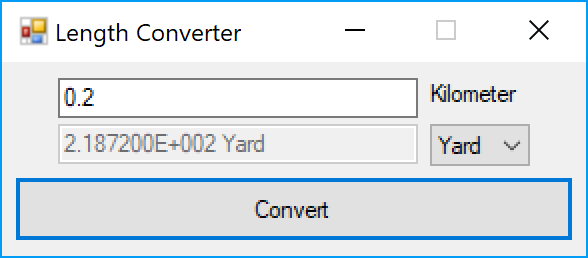 Length Converter
0.2 Kilometer
2.187200E+002 Yard Yard
Convert